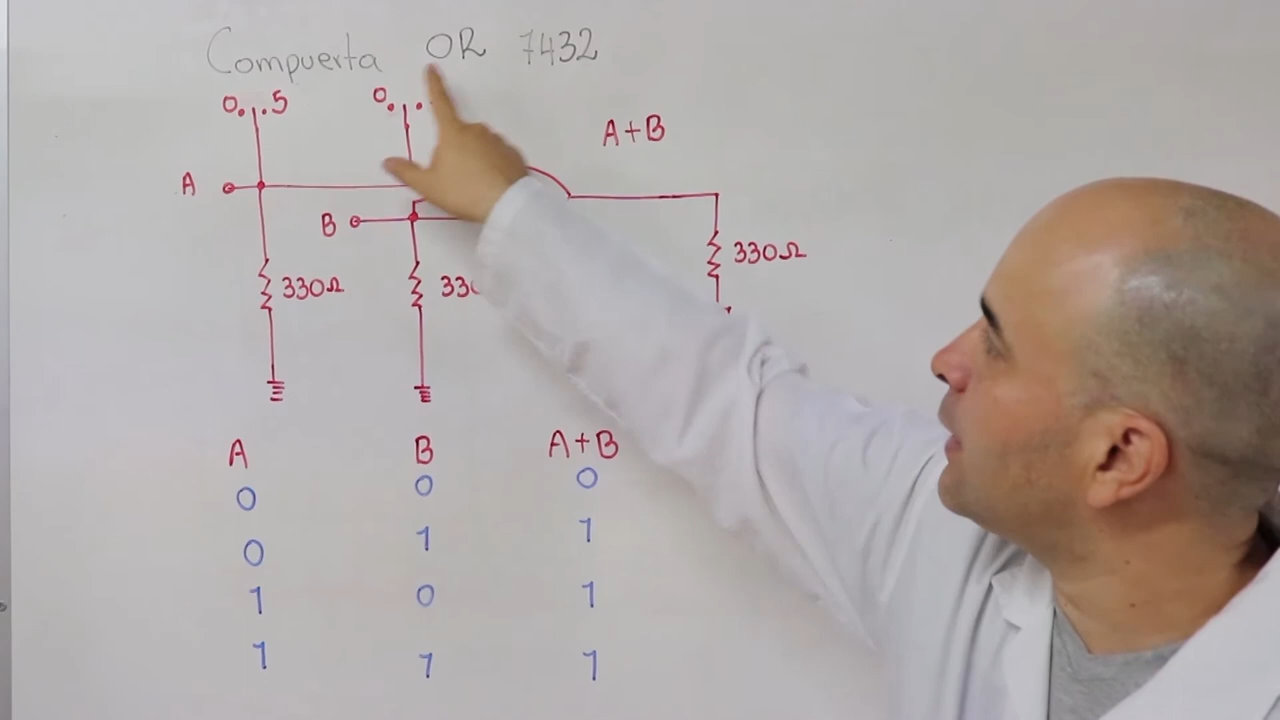 Compuerta OR 7432
0 5 0
A+B
A
B
330Ω 330Ω
33
A B A+B
0 0 0
0 1 1
1 0 1
1 1 1